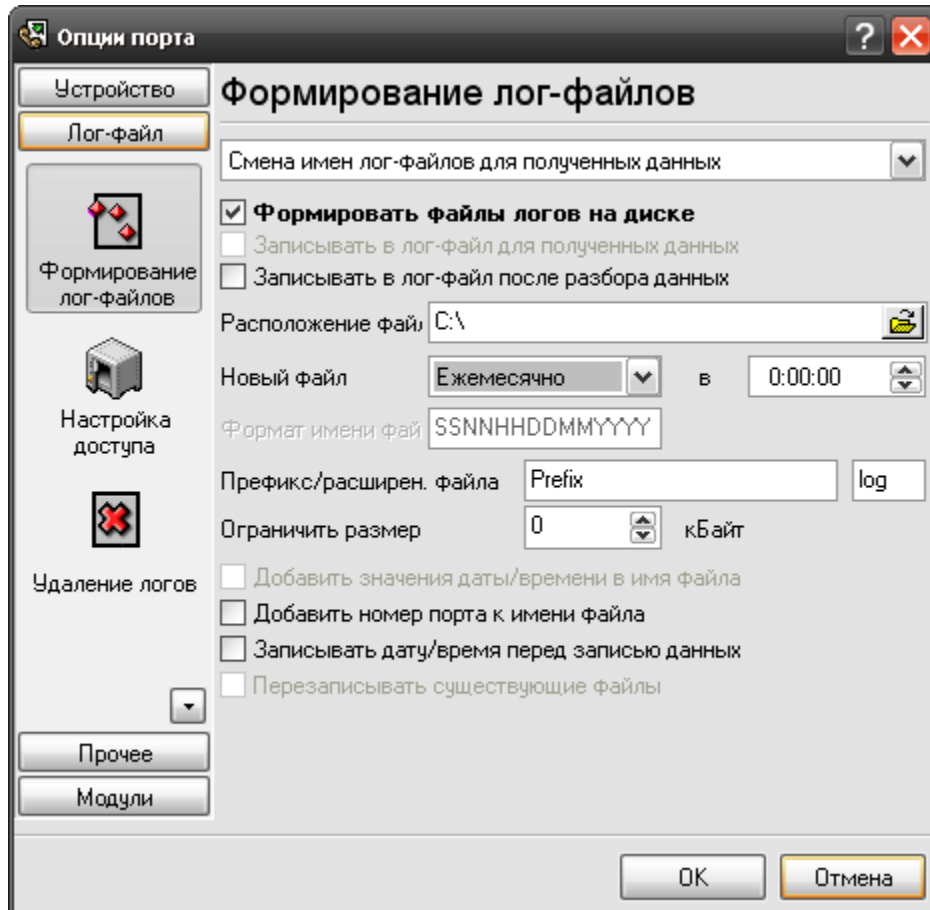 Опции порта
Устройство
Лог-файл
Формирование
лог-файлов
Настройка
доступа
Удаление логов
Прочее
Модули
Формирование лог-файлов
Смена имен лог-файлов для полученных данных
Формировать файлы логов на диске
Записывать в лог-файл для полученных данных
Записывать в лог-файл после разбора данных
Расположение фай C:\
Новый файл Ежемесячно в 0:00:00
Формат имени фай SSNNHHDDMMYYYY
Префикс/расширен. файла Prefix log
Ограничить размер 0 кБайт
Добавить значения даты/времени в имя файла
Добавить номер порта к имени файла
Записывать дату/время перед записью данных
Перезаписывать существующие файлы
OK Отмена